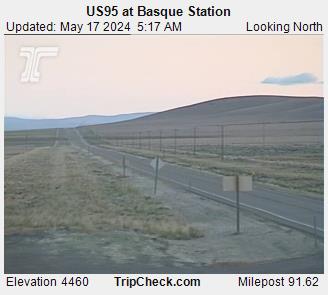 US95 at Basque Station
Updated: May 17 2024 5:17 AM Looking North
Elevation 4460 TripCheck.com Milepost 91.62